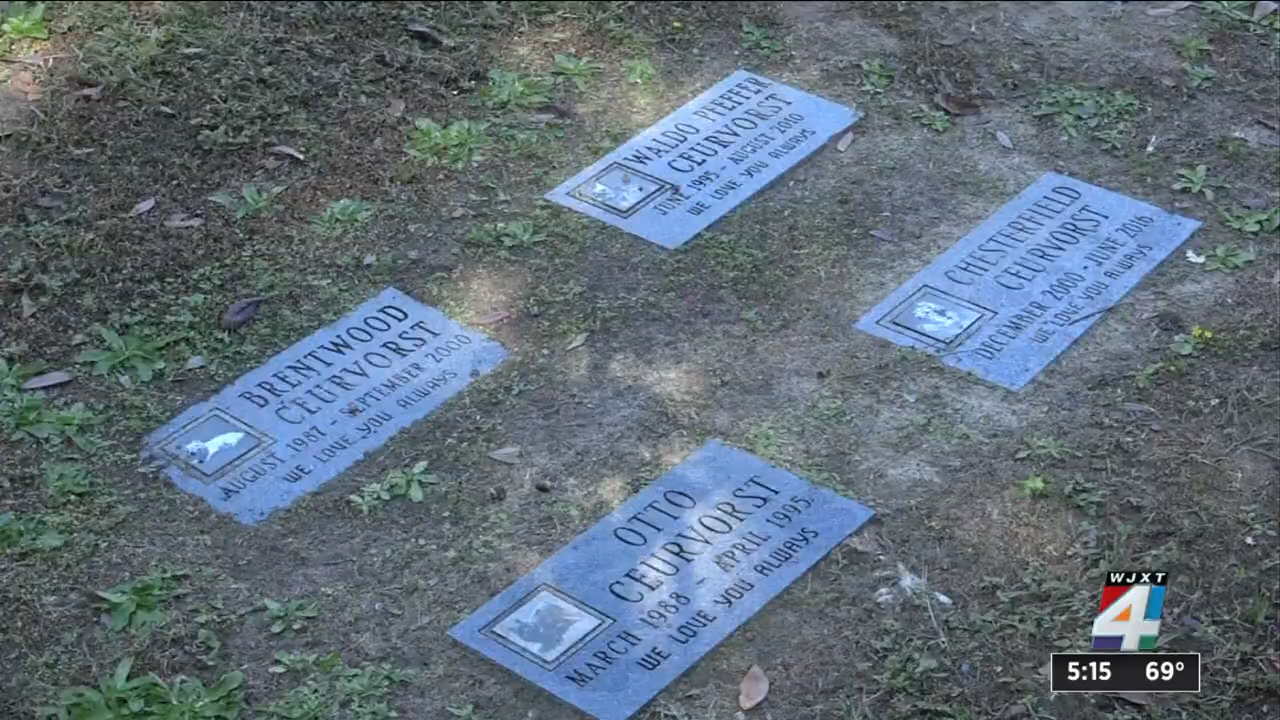 WALDO PFEFFER
CEURVORST
JUNE 1995 - AUGUST 2010
WE LOVE YOU ALWAYS
CHESTERFIELD
CEURVORST
DECEMBER 2000 - JUNE 2016
WE LOVE YOU ALWAYS
BRENTWOOD
CEURVORST
AUGUST 1987 - SEPTEMBER 2000
WE LOVE YOU ALWAYS
OTTO
CEURVORST
MARCH 1988 - APRIL 1995
WE LOVE YOU ALWAYS
WJXT
4
5:15 69°